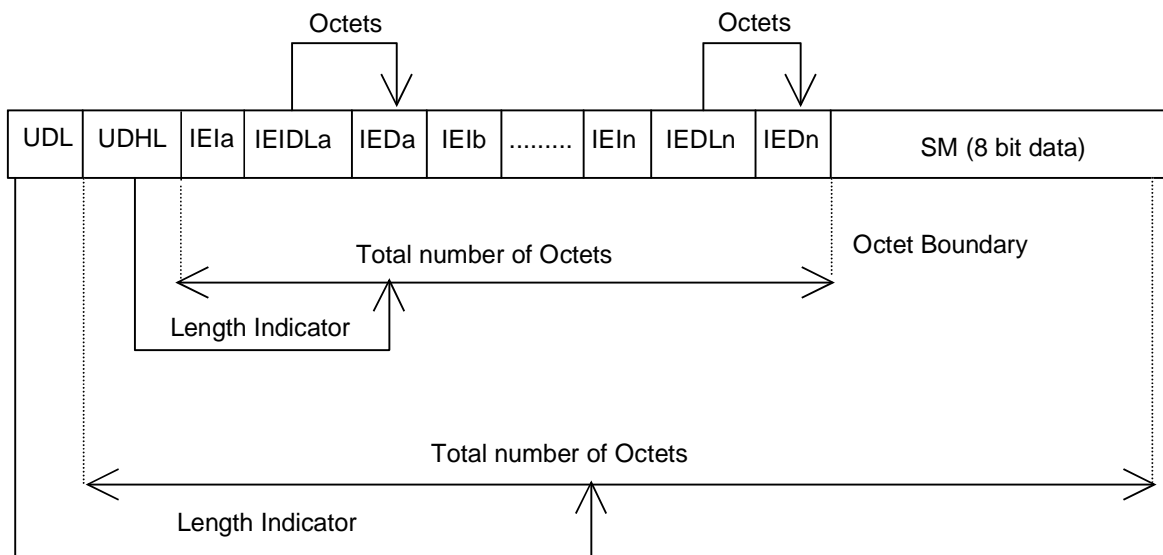 Octets Octets
UDL UDHL IEIa IEIDLa IEDa IEIb ......... IEIn IEDLn IEDn SM (8 bit data)
Total number of Octets Octet Boundary
Length Indicator
Total number of Octets
Length Indicator